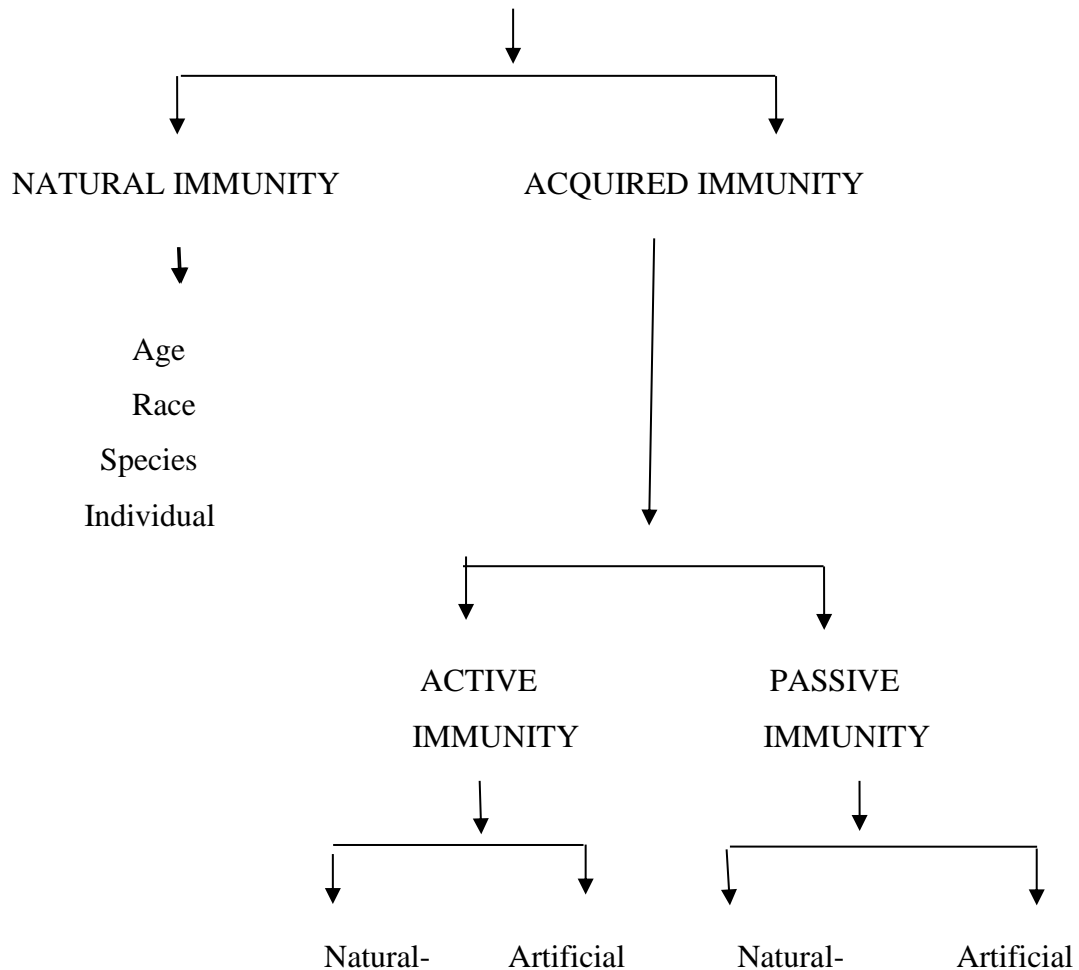 NATURAL IMMUNITY ACQUIRED IMMUNITY
Age
Race
Species
Individual
ACTIVE PASSIVE
IMMUNITY IMMUNITY
Natural- Artificial Natural- Artificial